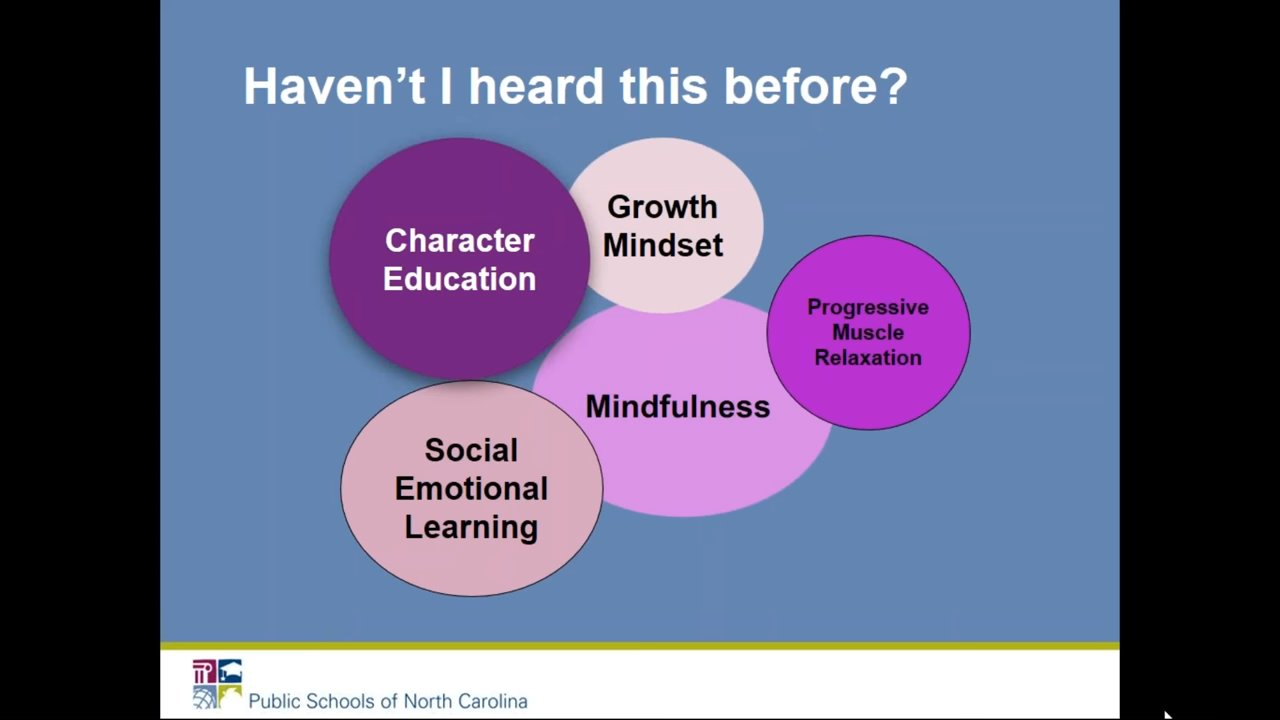 Haven’t I heard this before?
Character
Education
Growth
Mindset
Progressive
Muscle
Relaxation
Mindfulness
Social
Emotional
Learning
Public Schools of North Carolina